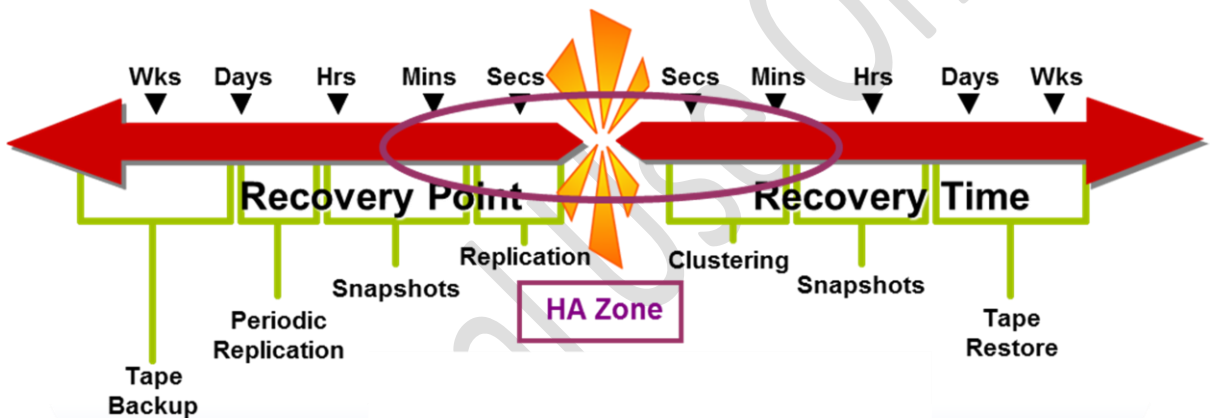 Wks Days Hrs Mins Secs Secs Mins Hrs Days Wks
Recovery Point Recovery Time
Replication Clustering
Snapshots Snapshots
HA Zone
Periodic
Replication
Tape
Restore
Tape
Backup